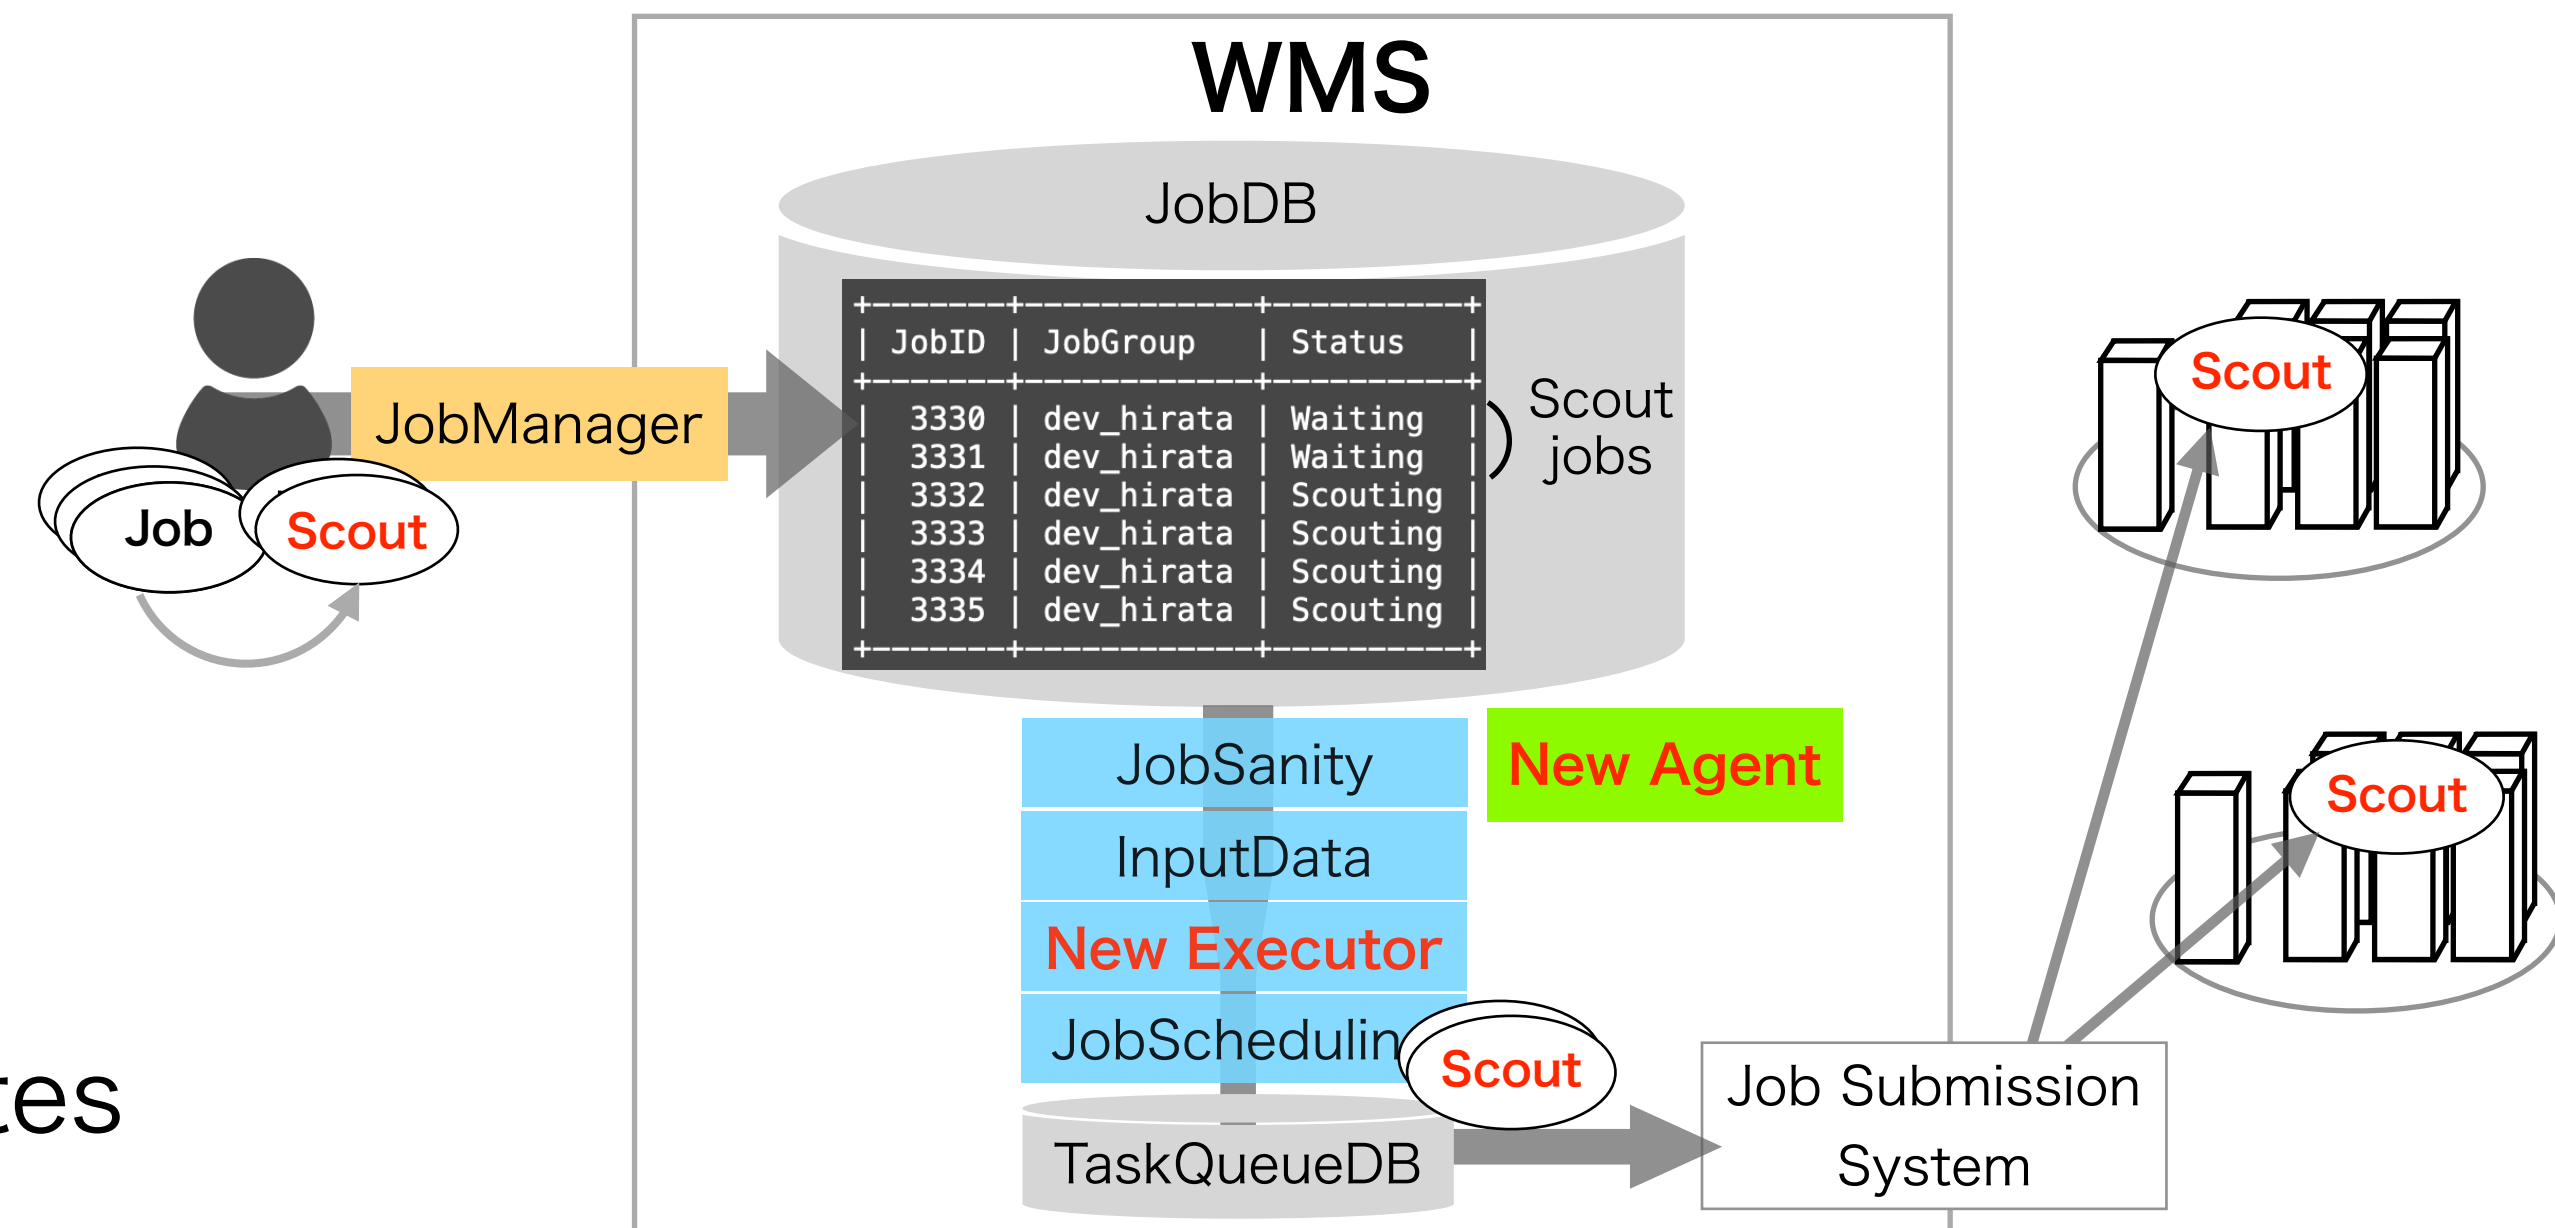 WMS
JobDB
+-------+------------+----------+
| JobID | JobGroup   | Status   |
+-------+------------+----------+
|  3330 | dev_hirata | Waiting  |
|  3331 | dev_hirata | Waiting  |
|  3332 | dev_hirata | Scouting |
|  3333 | dev_hirata | Scouting |
|  3334 | dev_hirata | Scouting |
|  3335 | dev_hirata | Scouting |
+-------+------------+----------+
Scout
jobs
JobManager
Job
Scout
JobSanity
New Agent
InputData
New Executor
JobSchedulin
Scout
TaskQueueDB
Job Submission
System
Scout
Scout
tes